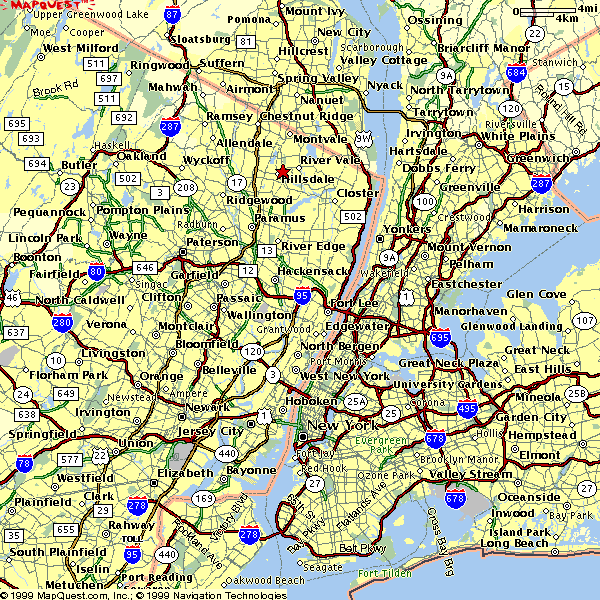 MAPQUEST
Mount Ivy
0 4mi
4km
Upper Greenwood Lake
87
Pomona
Ossining
22
Moe
Cooper
Sloatsburg
81
New City
Scarborough
Briarcliff Manor
West Milford
Hillcrest
Valley Cottage
511
Ringwood
Suffern
Spring Valley
9A
684
Stanwich
697
Mahwah
Airmont
Nyack
North Tarrytown
15
Brook Rd
511
Nanuet
Tarrytown
120
Round Hill Rd
695
Ramsey
Chestnut Ridge
Riversville
693
287
Allendale
Montvale
9W
Irvington
White Plains
Haskell
Hartsdale
Greenwich
694
Oakland
Wyckoff
River Vale
Dobbs Ferry
Butler
502
17
Hillsdale
287
23
208
Closter
100
Harrison
Pequannock
Pompton Plains
Ridgewood
502
Crestwood
Mamaroneck
Radburn
Paramus
Lincoln Park
Wayne
Yonkers
Boonton
Paterson
13
River Edge
9A
Mount Vernon
Fairfield
80
646
Garfield
12
Hackensack
Wakefield
Pelham
Singac
Eastchester
46
North Caldwell
Clifton
Passaic
95
Fort Lee
1
Glen Cove
280
Wallington
Manorhaven
637
Verona
Montclair
Grantwood
Edgewater
Glenwood Landing
107
695
10
Livingston
Bloomfield
120
North Bergen
Great Neck
Florham Park
649
Orange
Belleville
Port Morris
Great Neck Plaza
East Hills
3
West New York
University Gardens
24
Newstead
Ampere
Hoboken
25A
Corona
Mineola
25B
638
Irvington
Newark
1
25
495
Garden City
Springfield
Jersey City
New York
678
Hollis
Hempstead
Union
Evergreen Park
78
577
22
440
Fort Jay
Brooklyn Manor
Elmont
Westfield
Elizabeth
Bayonne
Red Hook
Ozone Park
Valley Stream
Clark
27
Plainfield
29
278
169
Bath St
Flatlands Ave
678
Oceanside
655
Rahway
Inwood
Bay Park
TOLL
278
35
Rockland Ave
Bay Pkwy
Cross Bay Brg
Island Park
South Plainfield
95
440
Belt Pkwy
Long Beach
Iselin
Seagate
Metuchen
Port Reading
Oakwood Beach
Fort Tilden
© 1999 MapQuest.com, Inc.; © 1999 Navigation Technologies